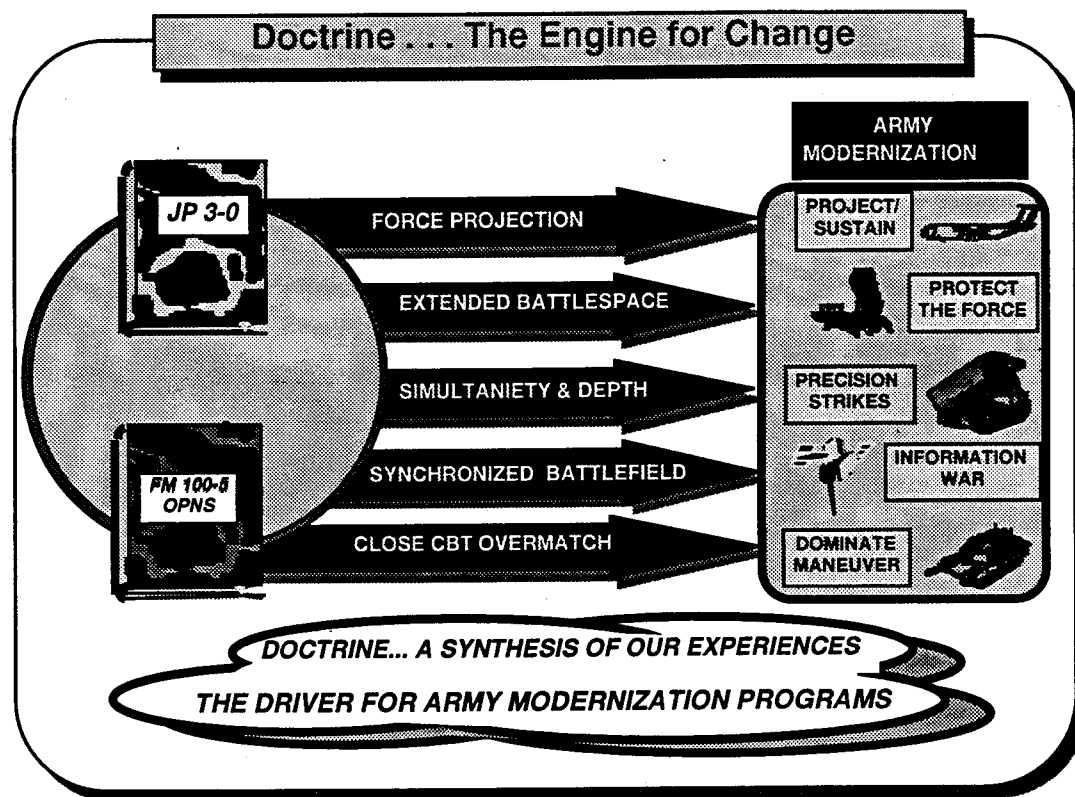 Doctrine . . . The Engine for Change
ARMY
MODERNIZATION
JP 3-0
FORCE PROJECTION
PROJECT/
SUSTAIN
EXTENDED BATTLESPACE
PROTECT
THE FORCE
SIMULTANIETY & DEPTH
PRECISION
STRIKES
FM 100-5
OPNS
SYNCHRONIZED BATTLEFIELD
INFORMATION
WAR
CLOSE CBT OVERMATCH
DOMINATE
MANEUVER
DOCTRINE... A SYNTHESIS OF OUR EXPERIENCES
THE DRIVER FOR ARMY MODERNIZATION PROGRAMS